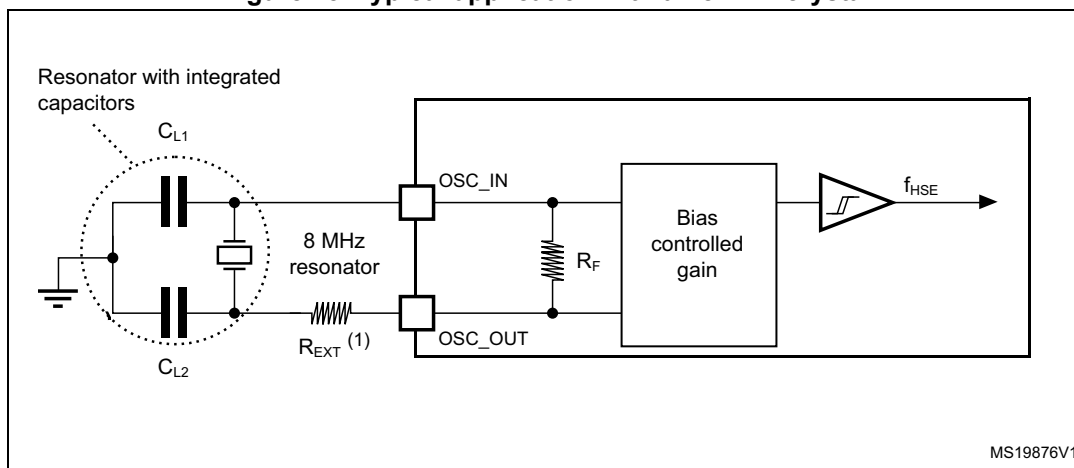 Resonator with integrated
capacitors
CL1
OSC_IN
fHSE
8 MHz
resonator
RF
Bias
controlled
gain
REXT (1)
OSC_OUT
CL2
MS19876V1